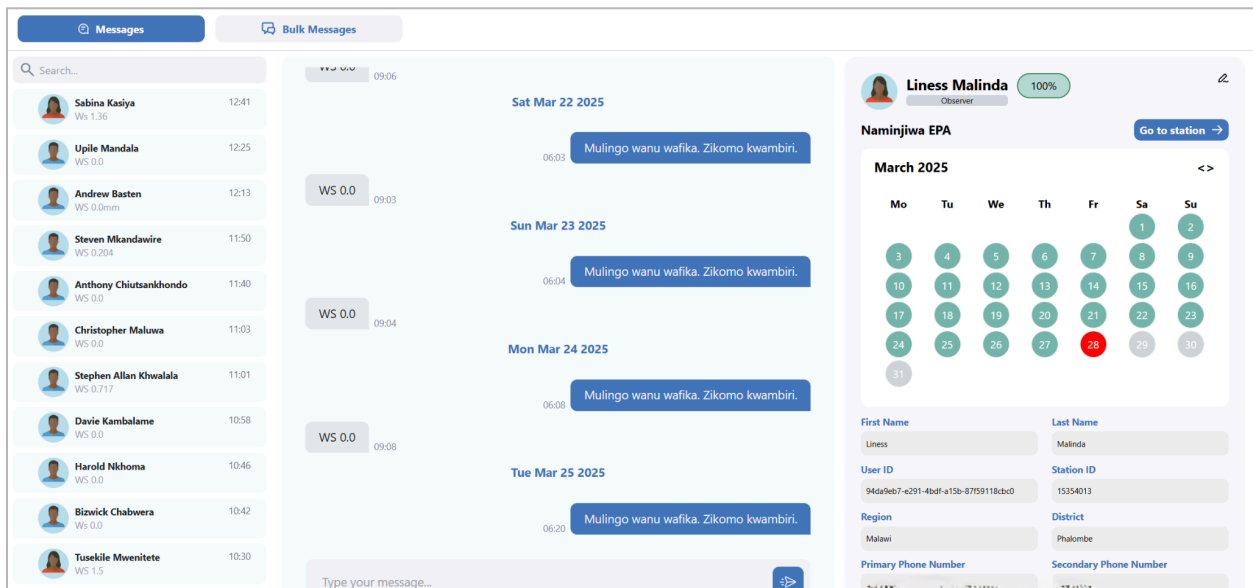 Messages
Bulk Messages
Search...
Sabina Kasiya 12:41
Ws 1.36
Upile Mandala 12:25
WS 0.0
Andrew Basten 12:13
WS 0.0mm
Steven Mkandawire 11:50
WS 0.204
Anthony Chiutsankhondo 11:40
WS 0.0
Christopher Maluwa 11:03
WS 0.0
Stephen Allan Khwalala 11:01
WS 0.717
Davie Kambalame 10:58
WS 0.0
Harold Nkhoma 10:46
WS 0.0
Bizwick Chabwera 10:42
Ws 0.0
Tusekile Mwenitete 10:30
WS 1.5
WS 0.0 09:06
Sat Mar 22 2025
06:03 Mulingo wanu wafika. Zikomo kwambiri.
WS 0.0 09:03
Sun Mar 23 2025
06:04 Mulingo wanu wafika. Zikomo kwambiri.
WS 0.0 09:04
Mon Mar 24 2025
06:08 Mulingo wanu wafika. Zikomo kwambiri.
WS 0.0 09:08
Tue Mar 25 2025
06:20 Mulingo wanu wafika. Zikomo kwambiri.
Type your message...
Liness Malinda 100%
Observer
Naminjiwa EPA Go to station →
March 2025 < >
Mo Tu We Th Fr Sa Su
1 2
3 4 5 6 7 8 9
10 11 12 13 14 15 16
17 18 19 20 21 22 23
24 25 26 27 28 29 30
31
First Name Last Name
Liness Malinda
User ID Station ID
94da9eb7-e291-4bdf-a15b-87f59118cbc0 15354013
Region District
Malawi Phalombe
Primary Phone Number Secondary Phone Number